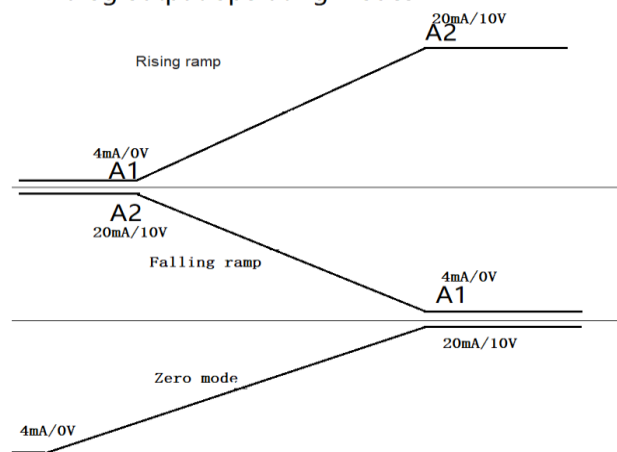 20mA/10V
A2
Rising ramp
4mA/0V
A1
A2
20mA/10V
Falling ramp
4mA/0V
A1
20mA/10V
Zero mode
4mA/0V